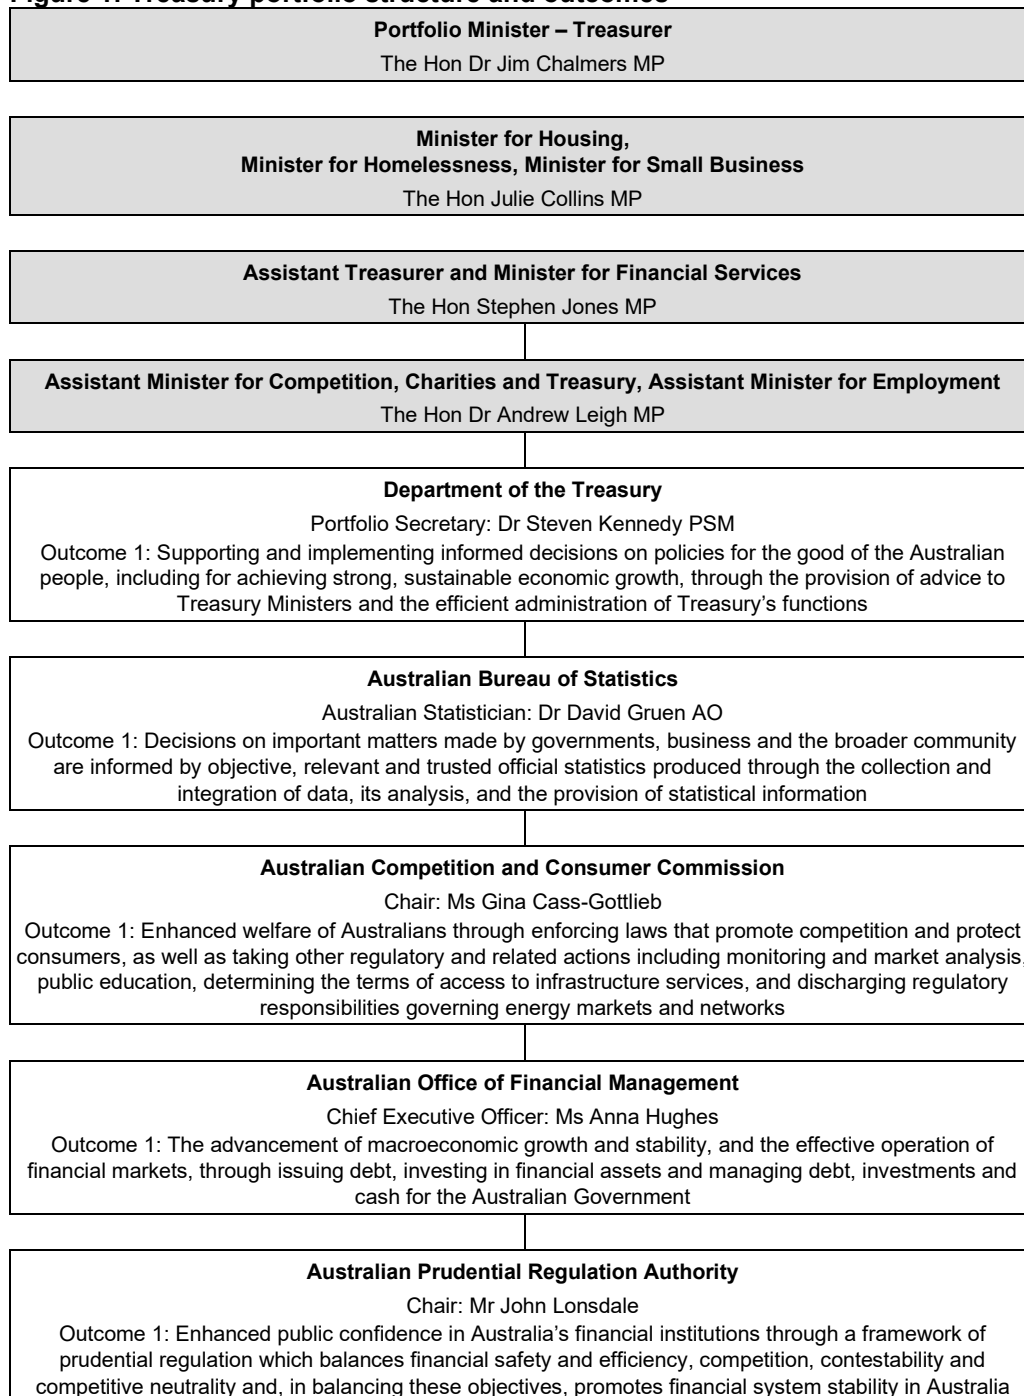 Figure 1: Treasury portfolio structure and outcomes
Portfolio Minister – Treasurer
The Hon Dr Jim Chalmers MP
Minister for Housing,
Minister for Homelessness, Minister for Small Business
The Hon Julie Collins MP
Assistant Treasurer and Minister for Financial Services
The Hon Stephen Jones MP
Assistant Minister for Competition, Charities and Treasury, Assistant Minister for Employment
The Hon Dr Andrew Leigh MP
Department of the Treasury
Portfolio Secretary: Dr Steven Kennedy PSM
Outcome 1: Supporting and implementing informed decisions on policies for the good of the Australian
people, including for achieving strong, sustainable economic growth, through the provision of advice to
Treasury Ministers and the efficient administration of Treasury’s functions
Australian Bureau of Statistics
Australian Statistician: Dr David Gruen AO
Outcome 1: Decisions on important matters made by governments, business and the broader community
are informed by objective, relevant and trusted official statistics produced through the collection and
integration of data, its analysis, and the provision of statistical information
Australian Competition and Consumer Commission
Chair: Ms Gina Cass-Gottlieb
Outcome 1: Enhanced welfare of Australians through enforcing laws that promote competition and protect
consumers, as well as taking other regulatory and related actions including monitoring and market analysis,
public education, determining the terms of access to infrastructure services, and discharging regulatory
responsibilities governing energy markets and networks
Australian Office of Financial Management
Chief Executive Officer: Ms Anna Hughes
Outcome 1: The advancement of macroeconomic growth and stability, and the effective operation of
financial markets, through issuing debt, investing in financial assets and managing debt, investments and
cash for the Australian Government
Australian Prudential Regulation Authority
Chair: Mr John Lonsdale
Outcome 1: Enhanced public confidence in Australia’s financial institutions through a framework of
prudential regulation which balances financial safety and efficiency, competition, contestability and
competitive neutrality and, in balancing these objectives, promotes financial system stability in Australia